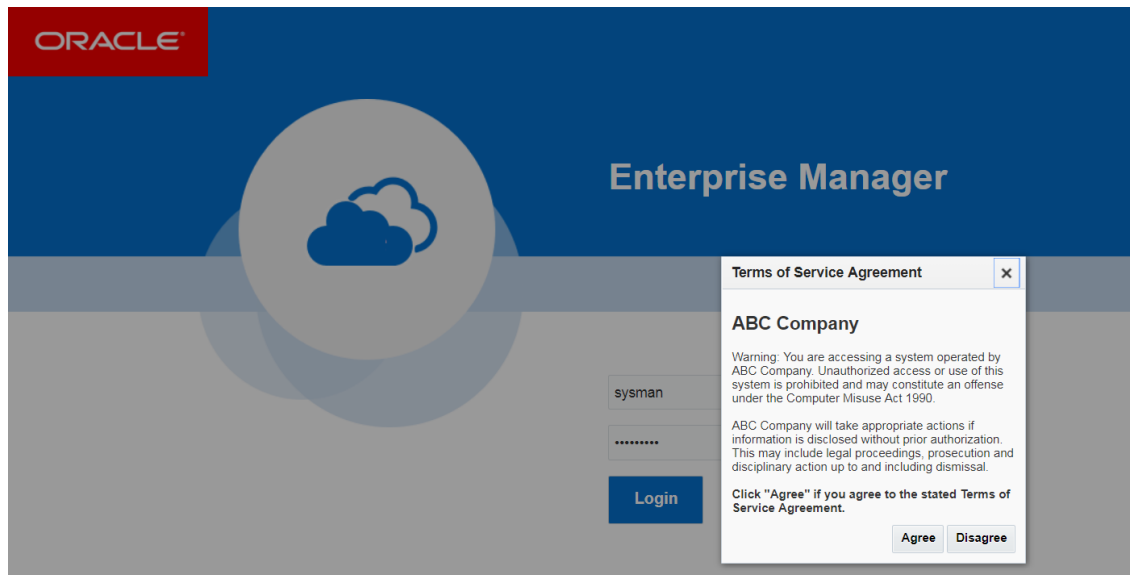 ORACLE
Enterprise Manager
Terms of Service Agreement
ABC Company
Warning: You are accessing a system operated by
ABC Company. Unauthorized access or use of this
system is prohibited and may constitute an offense
under the Computer Misuse Act 1990.
ABC Company will take appropriate actions if
information is disclosed without prior authorization.
This may include legal proceedings, prosecution and
disciplinary action up to and including dismissal.
Click "Agree" if you agree to the stated Terms of
Service Agreement.
Agree Disagree
sysman
•••••••••
Login